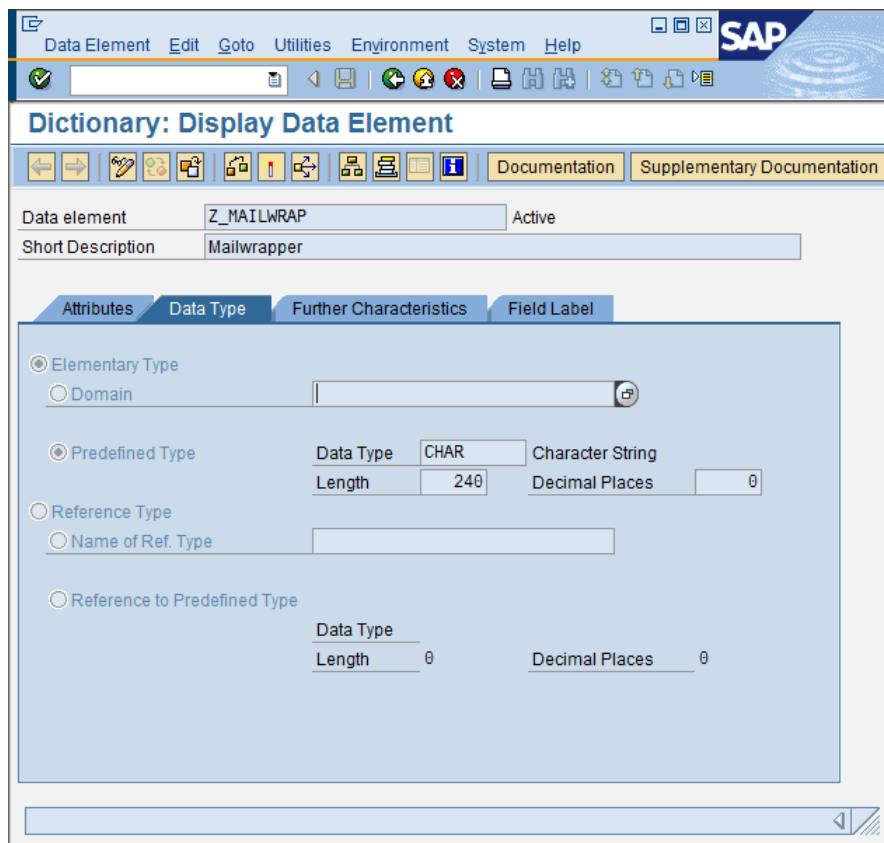 Data Element Edit Goto Utilities Environment System Help
SAP
Dictionary: Display Data Element
Documentation Supplementary Documentation
Data element Z_MAILWRAP Active
Short Description Mailwrapper
Attributes Data Type Further Characteristics Field Label
Elementary Type
Domain
Predefined Type Data Type CHAR Character String
Length 240 Decimal Places 0
Reference Type
Name of Ref. Type
Reference to Predefined Type
Data Type
Length 0 Decimal Places 0